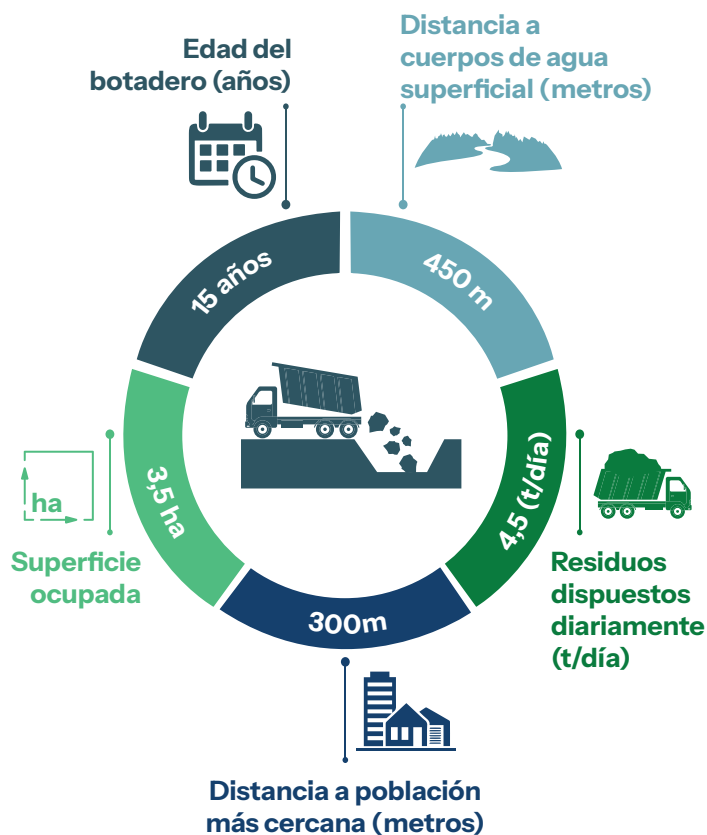 Edad del
botadero (años)
Distancia a
cuerpos de agua
superficial (metros)
15 años
450 m
3,5 ha
4,5 (t/día)
300m
ha
Superficie
ocupada
Residuos
dispuestos
diariamente
(t/día)
Distancia a población
más cercana (metros)